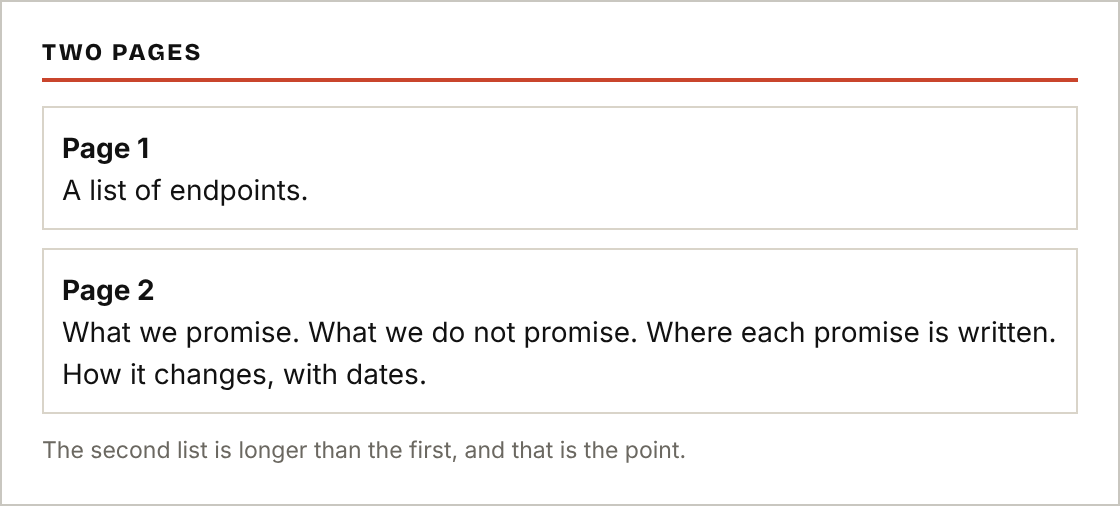 TWO PAGES
Page 1
A list of endpoints.
Page 2
What we promise. What we do not promise. Where each promise is written.
How it changes, with dates.
The second list is longer than the first, and that is the point.